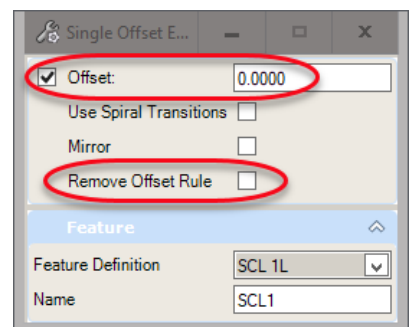 Single Offset E...
Offset: 0.0000
Use Spiral Transitions
Mirror
Remove Offset Rule
Feature
Feature Definition SCL 1L
Name SCL1